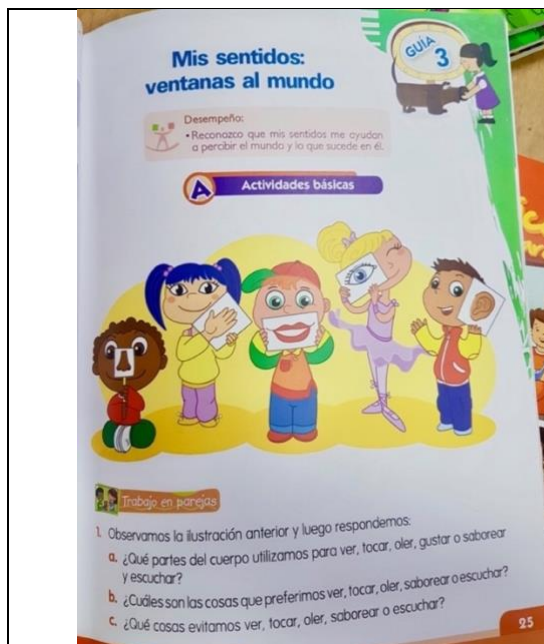 GUÍA
3
Mis sentidos:
ventanas al mundo
Desempeño:
• Reconozco que mis sentidos me ayudan
a percibir el mundo y lo que sucede en él.
A Actividades básicas
Trabajo en parejas
1. Observamos la ilustración anterior y luego respondemos:
a. ¿Qué partes del cuerpo utilizamos para ver, tocar, oler, gustar o saborear
y escuchar?
b. ¿Cuáles son las cosas que preferimos ver, tocar, oler, saborear o escuchar?
c. ¿Qué cosas evitamos ver, tocar, oler, saborear o escuchar?
25